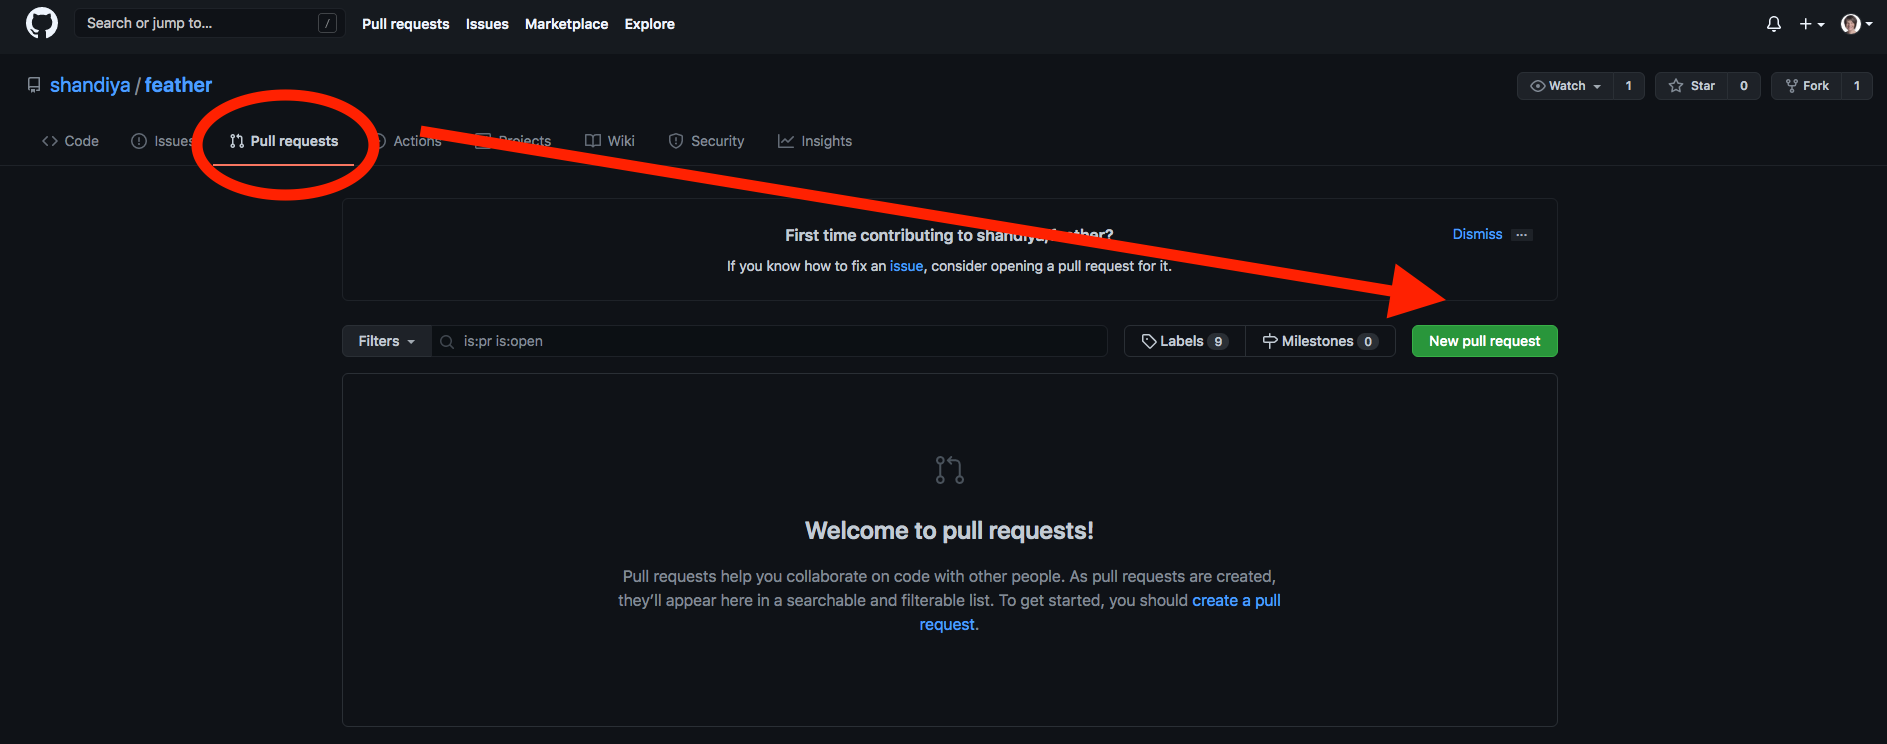 Search or jump to... /
Pull requests Issues Marketplace Explore
shandiya / feather
Watch 1 Star 0 Fork 1
Code Issues Pull requests Actions Projects Wiki Security Insights
First time contributing to shandiya/feather?
Dismiss ...
If you know how to fix an issue, consider opening a pull request for it.
Filters is:pr is:open Labels 9 Milestones 0 New pull request
Welcome to pull requests!
Pull requests help you collaborate on code with other people. As pull requests are created,
they’ll appear here in a searchable and filterable list. To get started, you should create a pull
request.